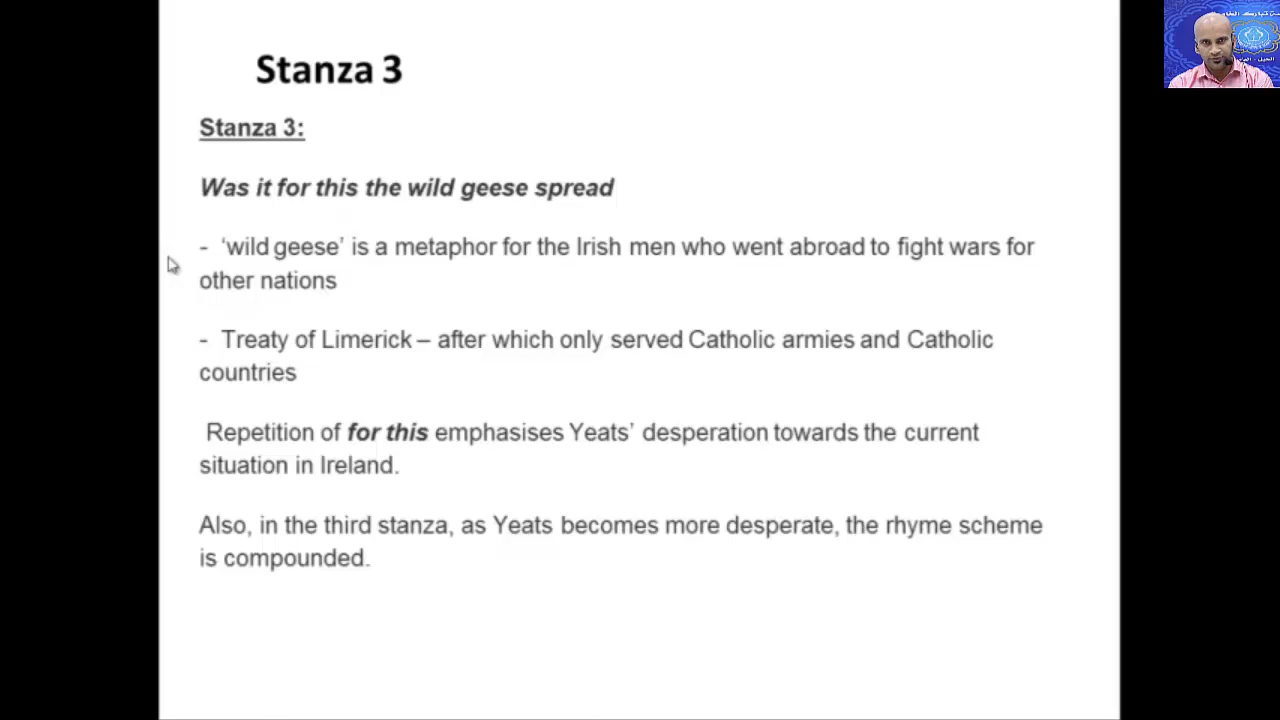 Stanza 3
Stanza 3:
Was it for this the wild geese spread
- ‘wild geese’ is a metaphor for the Irish men who went abroad to fight wars for
other nations
- Treaty of Limerick – after which only served Catholic armies and Catholic
countries
Repetition of for this emphasises Yeats’ desperation towards the current
situation in Ireland.
Also, in the third stanza, as Yeats becomes more desperate, the rhyme scheme
is compounded.